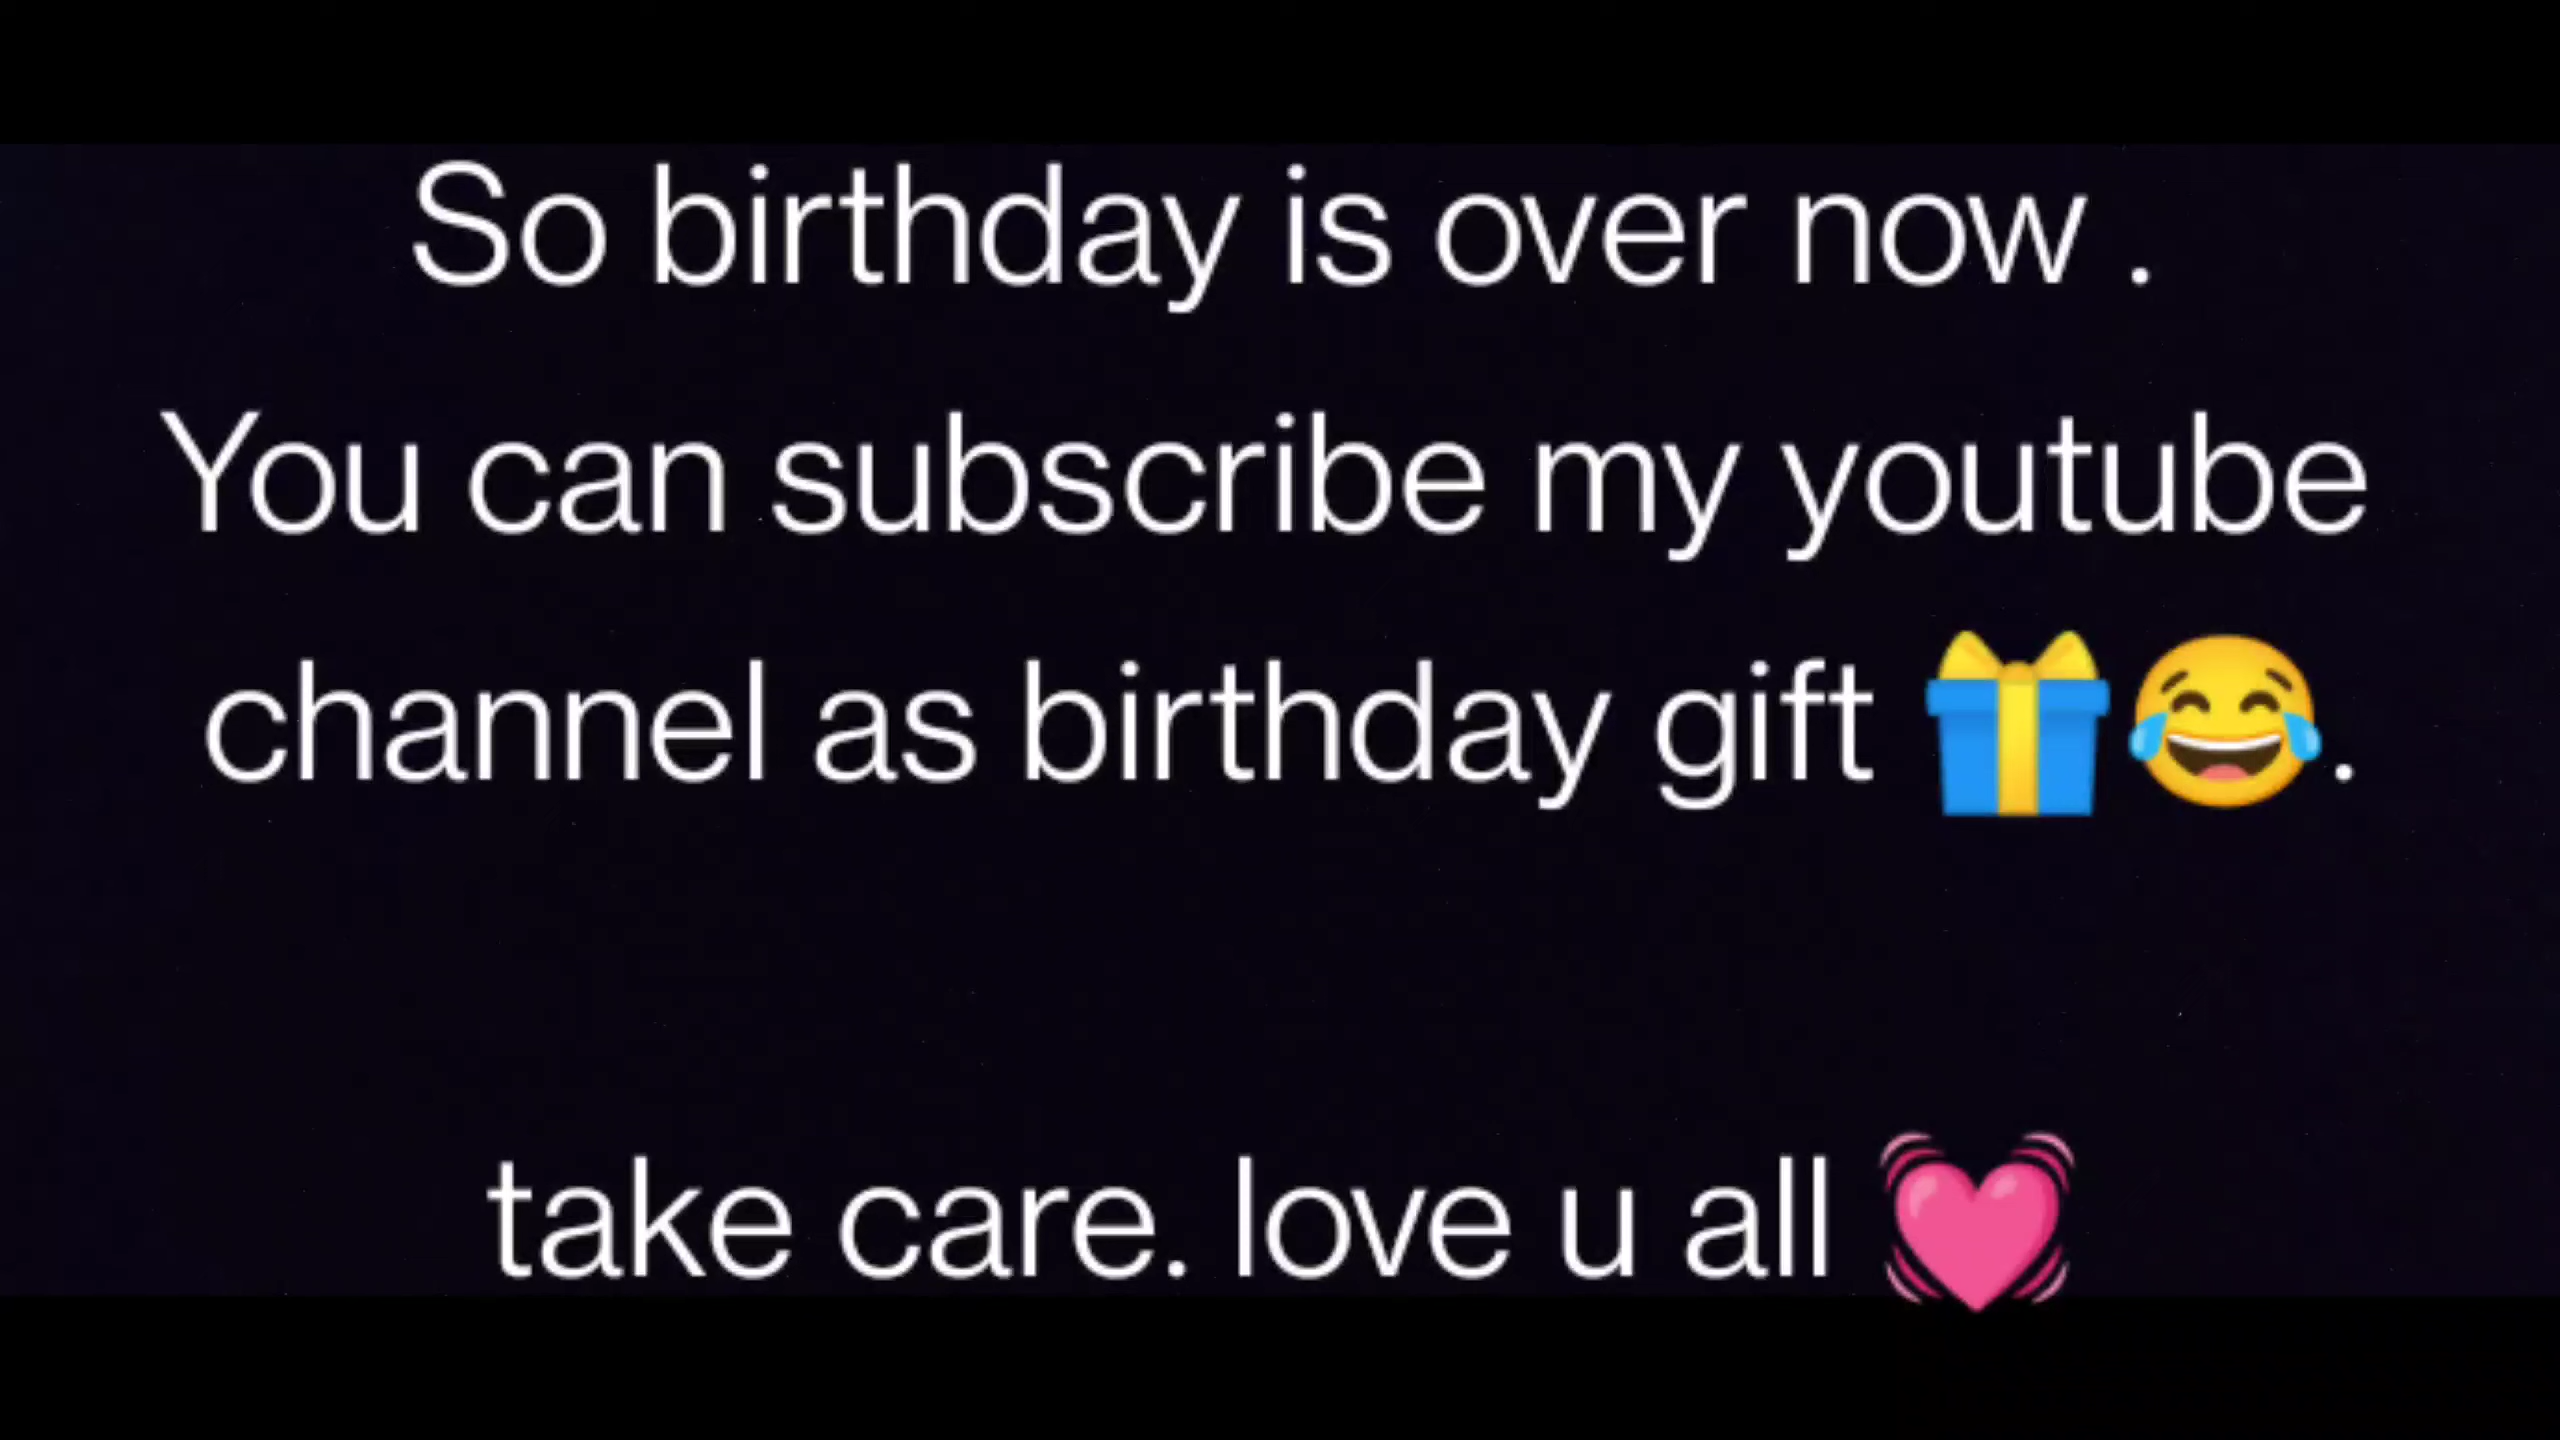 So birthday is over now .
You can subscribe my youtube
channel as birthday gift 🎁😂.
take care. love u all 💓